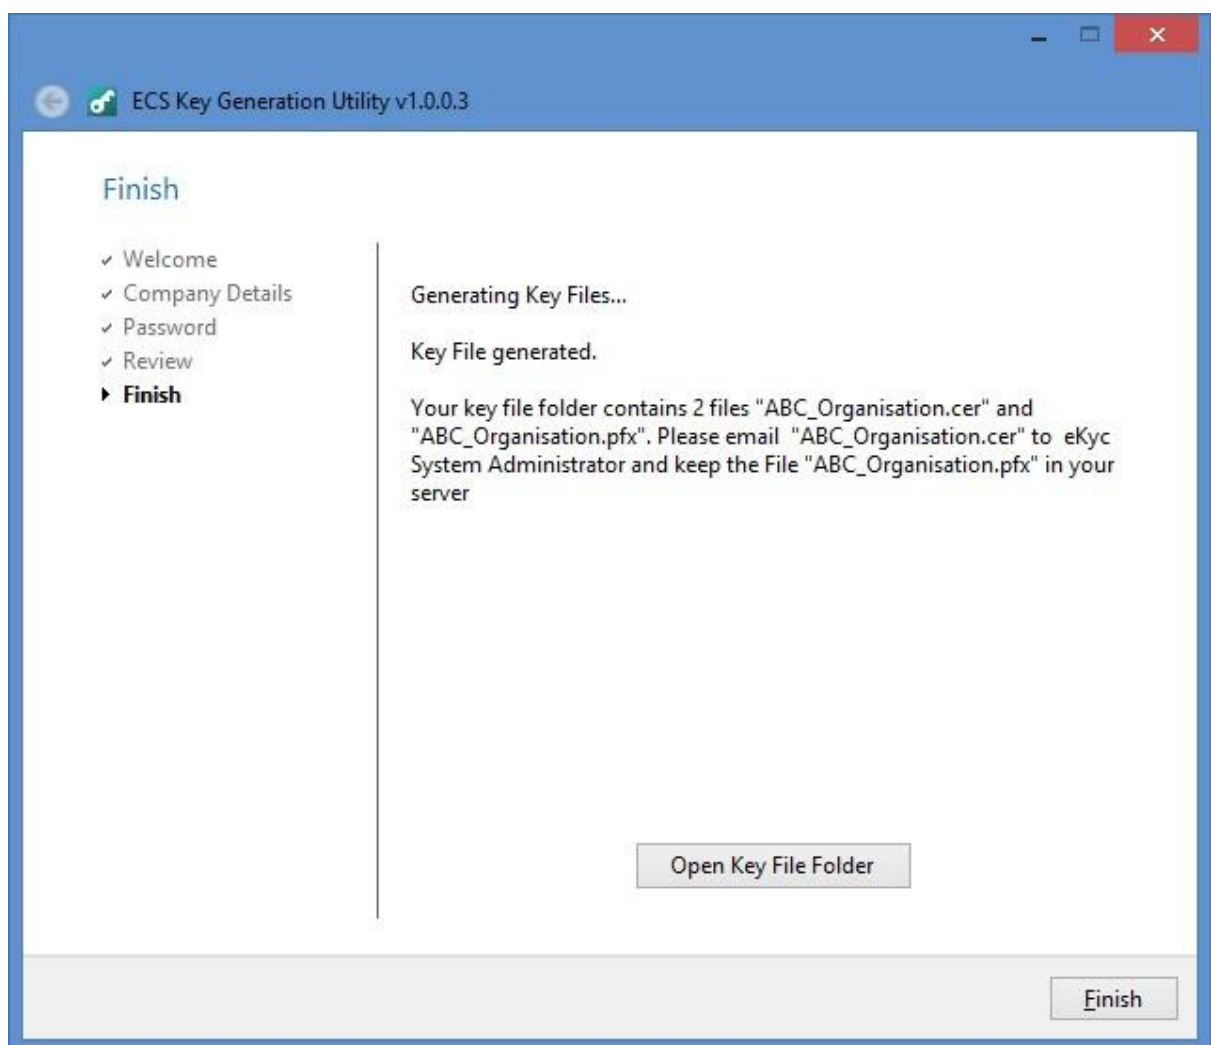 ECS Key Generation Utility v1.0.0.3
Finish
Welcome
Company Details
Password
Review
Finish
Generating Key Files...
Key File generated.
Your key file folder contains 2 files "ABC_Organisation.cer" and
"ABC_Organisation.pfx". Please email  "ABC_Organisation.cer" to  eKyc
System Administrator and keep the File "ABC_Organisation.pfx" in your
server
Open Key File Folder
Finish